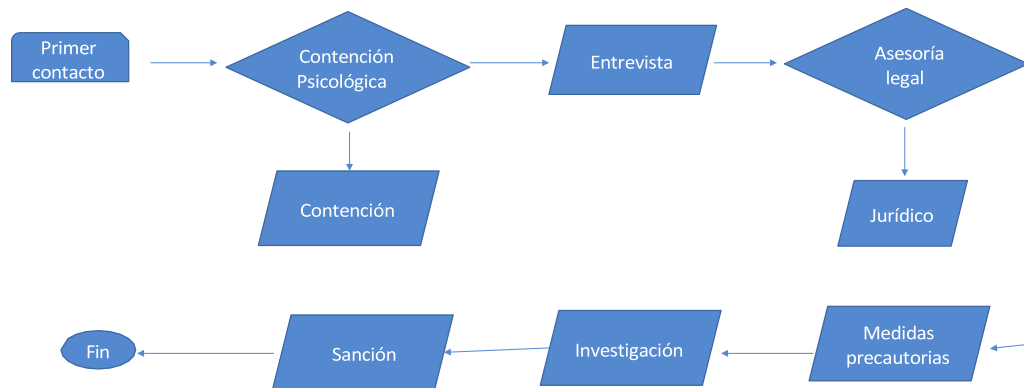 Primer
contacto
Contención
Psicológica
Entrevista
Asesoría
legal
Contención
Jurídico
Medidas
precautorias
Investigación
Sanción
Fin